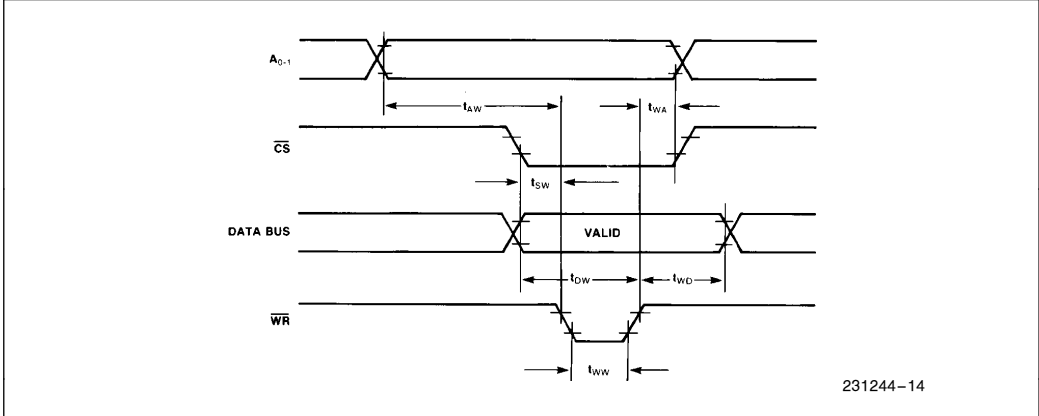 A0-1
tAW
tWA
CS
tSW
DATA BUS
VALID
tDW
tWD
WR
tWW
231244–14